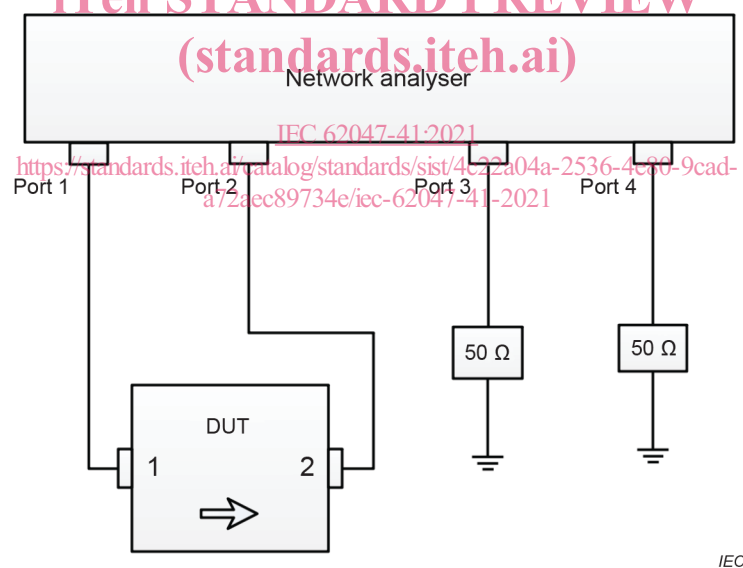 iTeh STANDARD PREVIEW
(standards.iteh.ai)
Network analyser
IEC 62047-41:2021
https://standards.iteh.ai/catalog/standards/sist/4c22a04a-2536-4e80-9cad-
a72aec89734e/iec-62047-41-2021
Port 1
Port 2
Port 3
Port 4
50 Ω
50 Ω
DUT
1
2
IEC